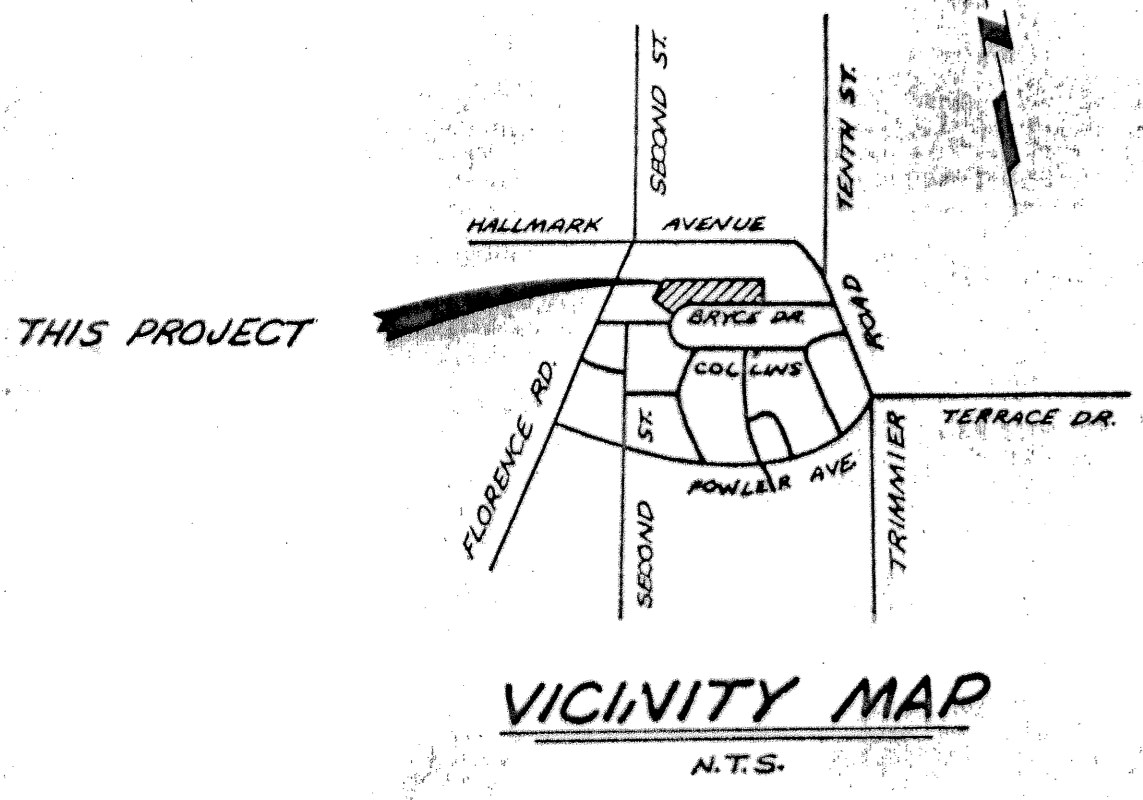 N
SECOND ST.
TENTH ST.
HALLMARK AVENUE
ROAD
THIS PROJECT
BRYCE DR.
COLLINS
FLORENCE RD.
ST.
TERRACE DR.
TRIMMIER
FOWLER AVE.
SECOND
VICINITY MAP
N.T.S.